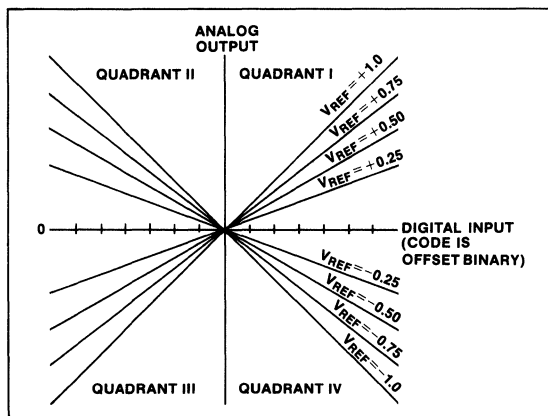 ANALOG
OUTPUT
QUADRANT II
QUADRANT I
VREF=+1.0
VREF=+0.75
VREF=+0.50
VREF=+0.25
0
DIGITAL INPUT
(CODE IS
OFFSET BINARY)
VREF=-0.25
VREF=-0.50
VREF=-0.75
VREF=-1.0
QUADRANT III
QUADRANT IV